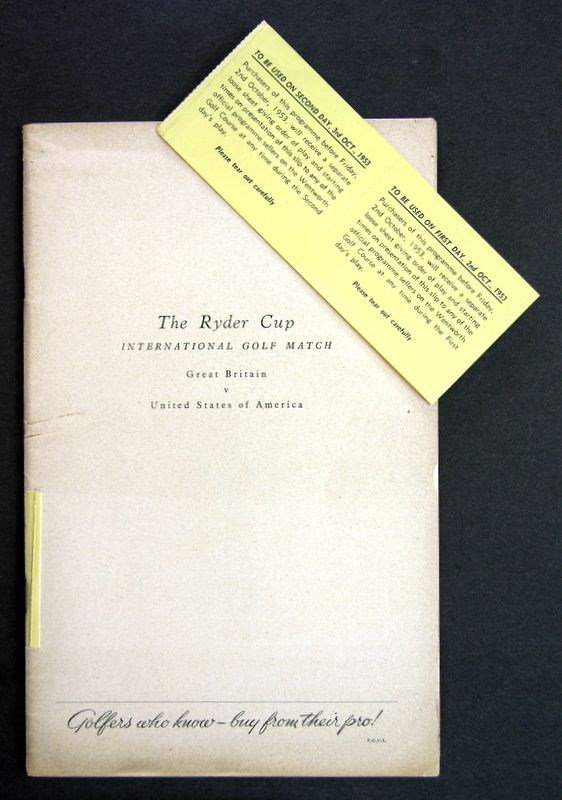 TO BE USED ON SECOND DAY, 3rd OCT., 1953
Purchasers of this programme before Friday,
2nd October, 1953, will receive a separate
loose sheet giving order of play and starting
times on presentation of this slip to any of the
official programme sellers on the Wentworth
Golf Course at any time during the Second
day's play.
Please tear out carefully
TO BE USED ON FIRST DAY, 2nd OCT., 1953
Purchasers of this programme before Friday,
2nd October, 1953, will receive a separate
loose sheet giving order of play and starting
times on presentation of this slip to any of the
official programme sellers on the Wentworth
Golf Course at any time during the First
day's play.
Please tear out carefully
The Ryder Cup
INTERNATIONAL GOLF MATCH
Great Britain
v
United States of America
Golfers who know – buy from their pro!